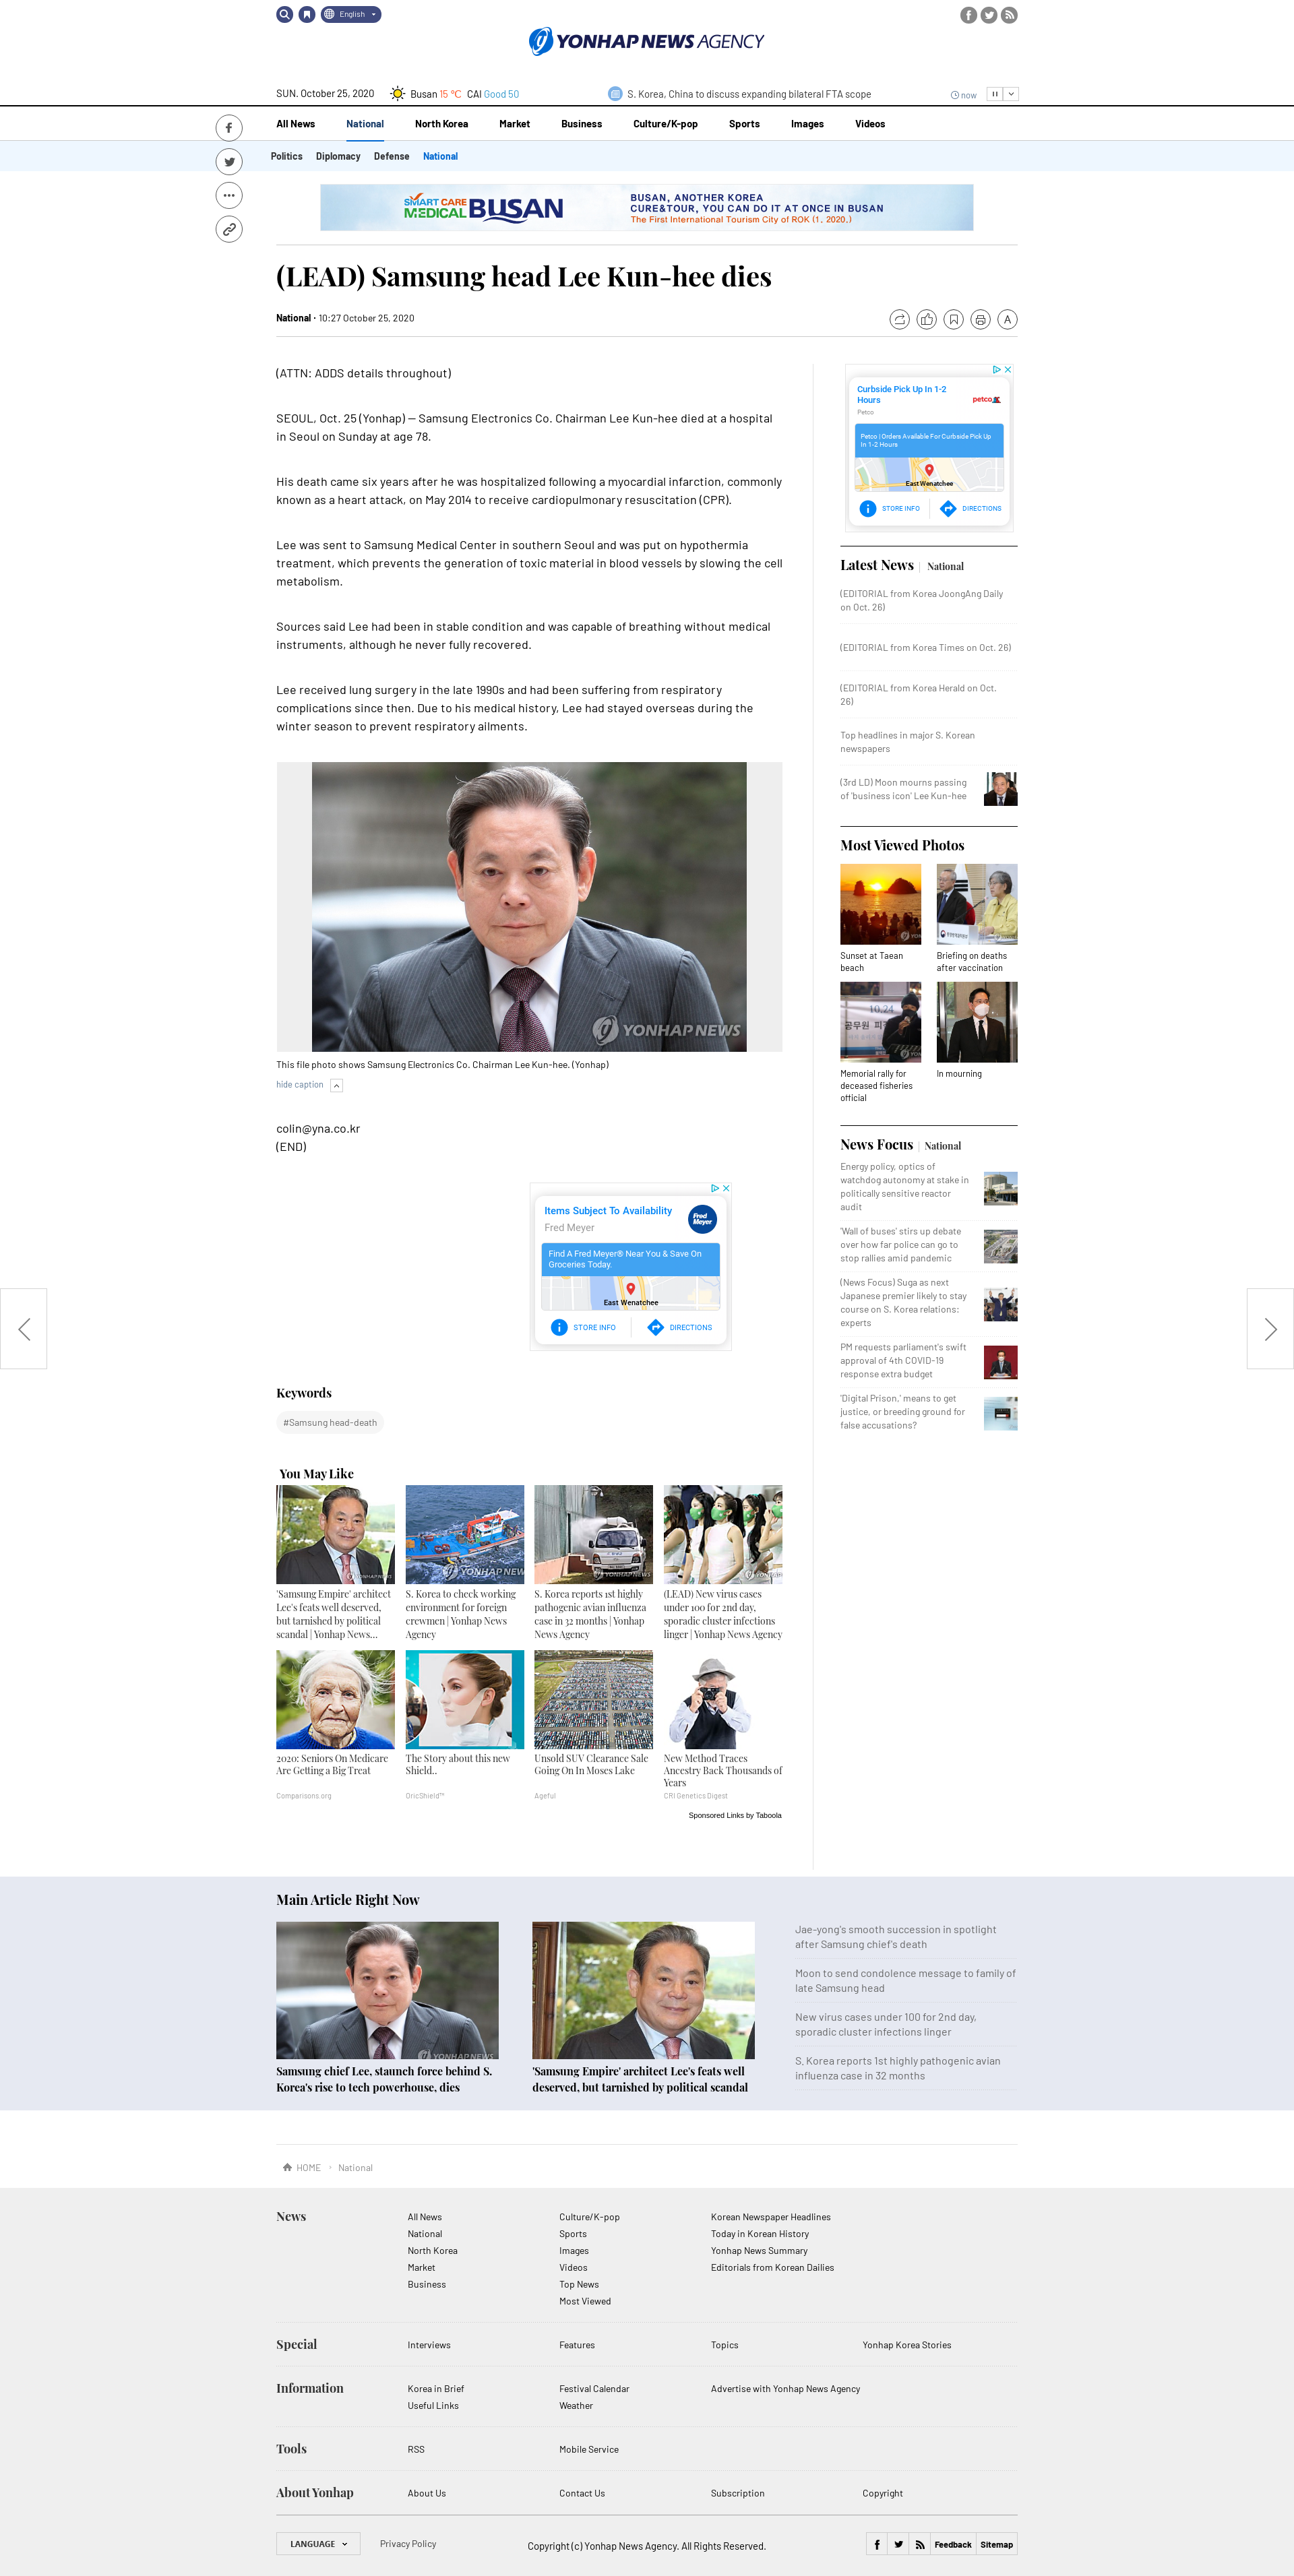 English
YONHAP NEWS AGENCY
SUN. October 25, 2020
Busan 15 ℃ CAI Good 50
S. Korea, China to discuss expanding bilateral FTA scope
now
All News
National
North Korea
Market
Business
Culture/K-pop
Sports
Images
Videos
Politics
Diplomacy
Defense
National
SMART CARE
MEDICAL BUSAN
BUSAN, ANOTHER KOREA
CURE&TOUR, YOU CAN DO IT AT ONCE IN BUSAN
The First International Tourism City of ROK (1, 2020.)
(LEAD) Samsung head Lee Kun-hee dies
National · 10:27 October 25, 2020
A
(ATTN: ADDS details throughout)
SEOUL, Oct. 25 (Yonhap) -- Samsung Electronics Co. Chairman Lee Kun-hee died at a hospital
in Seoul on Sunday at age 78.
His death came six years after he was hospitalized following a myocardial infarction, commonly
known as a heart attack, on May 2014 to receive cardiopulmonary resuscitation (CPR).
Lee was sent to Samsung Medical Center in southern Seoul and was put on hypothermia
treatment, which prevents the generation of toxic material in blood vessels by slowing the cell
metabolism.
Sources said Lee had been in stable condition and was capable of breathing without medical
instruments, although he never fully recovered.
Lee received lung surgery in the late 1990s and had been suffering from respiratory
complications since then. Due to his medical history, Lee had stayed overseas during the
winter season to prevent respiratory ailments.
YONHAP NEWS
This file photo shows Samsung Electronics Co. Chairman Lee Kun-hee. (Yonhap)
hide caption
colin@yna.co.kr
(END)
Items Subject To Availability
Fred Meyer
Fred Meyer
Find A Fred Meyer® Near You & Save On
Groceries Today.
East Wenatchee
STORE INFO
DIRECTIONS
Keywords
#Samsung head-death
You May Like
YONHAP NEWS
YONHAP NEWS
YONHAP NEWS
YONHAP
'Samsung Empire' architect
Lee's feats well deserved,
but tarnished by political
scandal | Yonhap News...
S. Korea to check working
environment for foreign
crewmen | Yonhap News
Agency
S. Korea reports 1st highly
pathogenic avian influenza
case in 32 months | Yonhap
News Agency
(LEAD) New virus cases
under 100 for 2nd day,
sporadic cluster infections
linger | Yonhap News Agency
2020: Seniors On Medicare
Are Getting a Big Treat
Comparisons.org
The Story about this new
Shield..
OricShield™
Unsold SUV Clearance Sale
Going On In Moses Lake
Ageful
New Method Traces
Ancestry Back Thousands of
Years
CRI Genetics Digest
Sponsored Links by Taboola
Curbside Pick Up In 1-2
Hours
Petco
petco
Petco | Orders Available For Curbside Pick Up
In 1-2 Hours
East Wenatchee
STORE INFO
DIRECTIONS
Latest News | National
(EDITORIAL from Korea JoongAng Daily
on Oct. 26)
(EDITORIAL from Korea Times on Oct. 26)
(EDITORIAL from Korea Herald on Oct.
26)
Top headlines in major S. Korean
newspapers
(3rd LD) Moon mourns passing
of 'business icon' Lee Kun-hee
Most Viewed Photos
Sunset at Taean
beach
Briefing on deaths
after vaccination
10.24
공무원
Memorial rally for
deceased fisheries
official
In mourning
News Focus | National
Energy policy, optics of
watchdog autonomy at stake in
politically sensitive reactor
audit
'Wall of buses' stirs up debate
over how far police can go to
stop rallies amid pandemic
(News Focus) Suga as next
Japanese premier likely to stay
course on S. Korea relations:
experts
PM requests parliament's swift
approval of 4th COVID-19
response extra budget
'Digital Prison,' means to get
justice, or breeding ground for
false accusations?
Main Article Right Now
YONHAP NEWS
Samsung chief Lee, staunch force behind S.
Korea's rise to tech powerhouse, dies
'Samsung Empire' architect Lee's feats well
deserved, but tarnished by political scandal
Jae-yong's smooth succession in spotlight
after Samsung chief's death
Moon to send condolence message to family of
late Samsung head
New virus cases under 100 for 2nd day,
sporadic cluster infections linger
S. Korea reports 1st highly pathogenic avian
influenza case in 32 months
HOME
National
News
All News
National
North Korea
Market
Business
Culture/K-pop
Sports
Images
Videos
Top News
Most Viewed
Korean Newspaper Headlines
Today in Korean History
Yonhap News Summary
Editorials from Korean Dailies
Special
Interviews
Features
Topics
Yonhap Korea Stories
Information
Korea in Brief
Useful Links
Festival Calendar
Weather
Advertise with Yonhap News Agency
Tools
RSS
Mobile Service
About Yonhap
About Us
Contact Us
Subscription
Copyright
LANGUAGE
Privacy Policy
Copyright (c) Yonhap News Agency. All Rights Reserved.
Feedback
Sitemap